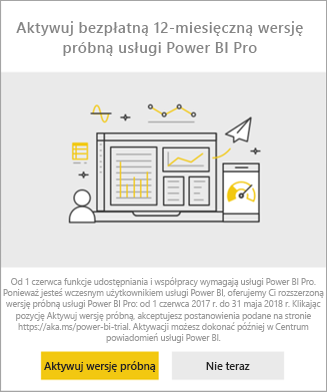 Aktywuj bezpłatną 12-miesięczną wersję
próbną usługi Power BI Pro
Od 1 czerwca funkcje udostępniania i współpracy wymagają usługi Power BI Pro.
Ponieważ jesteś wczesnym użytkownikiem usługi Power BI, oferujemy Ci rozszerzoną
wersję próbną usługi Power BI Pro: od 1 czerwca 2017 r. do 31 maja 2018 r. Klikając
pozycję Aktywuj wersję próbną, akceptujesz postanowienia podane na stronie
https://aka.ms/power-bi-trial. Aktywacji możesz dokonać później w Centrum
powiadomień usługi Power BI.
Aktywuj wersję próbną
Nie teraz